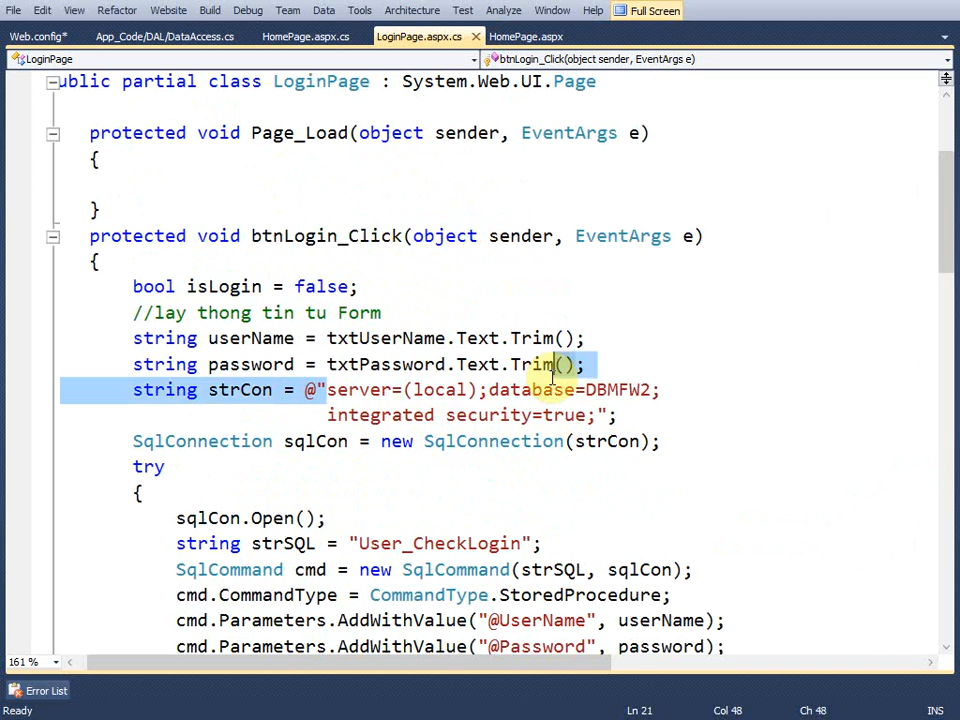 File Edit View Refactor Website Build Debug Team Data Tools Architecture Test Analyze Window Help Full Screen
Web.config* App_Code/DAL/DataAccess.cs HomePage.aspx.cs LoginPage.aspx.cs HomePage.aspx
LoginPage btnLogin_Click(object sender, EventArgs e)
ublic partial class LoginPage : System.Web.UI.Page
protected void Page_Load(object sender, EventArgs e)
{
}
protected void btnLogin_Click(object sender, EventArgs e)
{
bool isLogin = false;
//lay thong tin tu Form
string userName = txtUserName.Text.Trim();
string password = txtPassword.Text.Trim();
string strCon = @"server=(local);database=DBMFW2;
integrated security=true;";
SqlConnection sqlCon = new SqlConnection(strCon);
try
{
sqlCon.Open();
string strSQL = "User_CheckLogin";
SqlCommand cmd = new SqlCommand(strSQL, sqlCon);
cmd.CommandType = CommandType.StoredProcedure;
cmd.Parameters.AddWithValue("@UserName", userName);
cmd.Parameters.AddWithValue("@Password", password);
161 %
Error List
Ready Ln 21 Col 48 Ch 48 INS